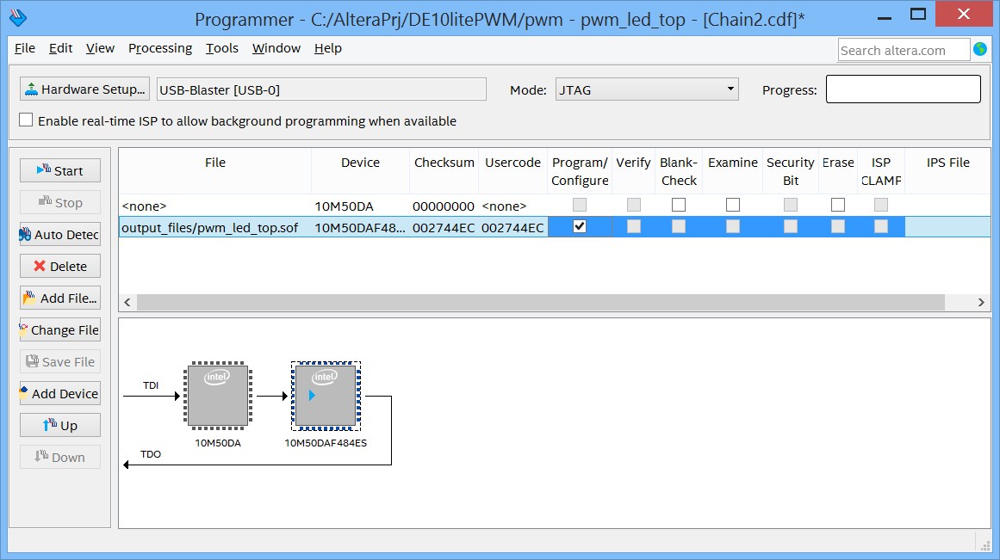 Programmer - C:/AlteraPrj/DE10litePWM/pwm - pwm_led_top - [Chain2.cdf]*
File Edit View Processing Tools Window Help
Search altera.com
Hardware Setup... USB-Blaster [USB-0] Mode: JTAG Progress:
Enable real-time ISP to allow background programming when available
Start
Stop
Auto Detec
Delete
Add File...
Change File
Save File
Add Device
Up
Down
File Device Checksum Usercode Program/ Verify Blank- Examine Security Erase ISP IPS File
Configure Check Bit CLAMP
<none> 10M50DA 00000000 <none>
output_files/pwm_led_top.sof 10M50DAF48... 002744EC 002744EC
TDI
intel intel
10M50DA 10M50DAF484ES
TDO